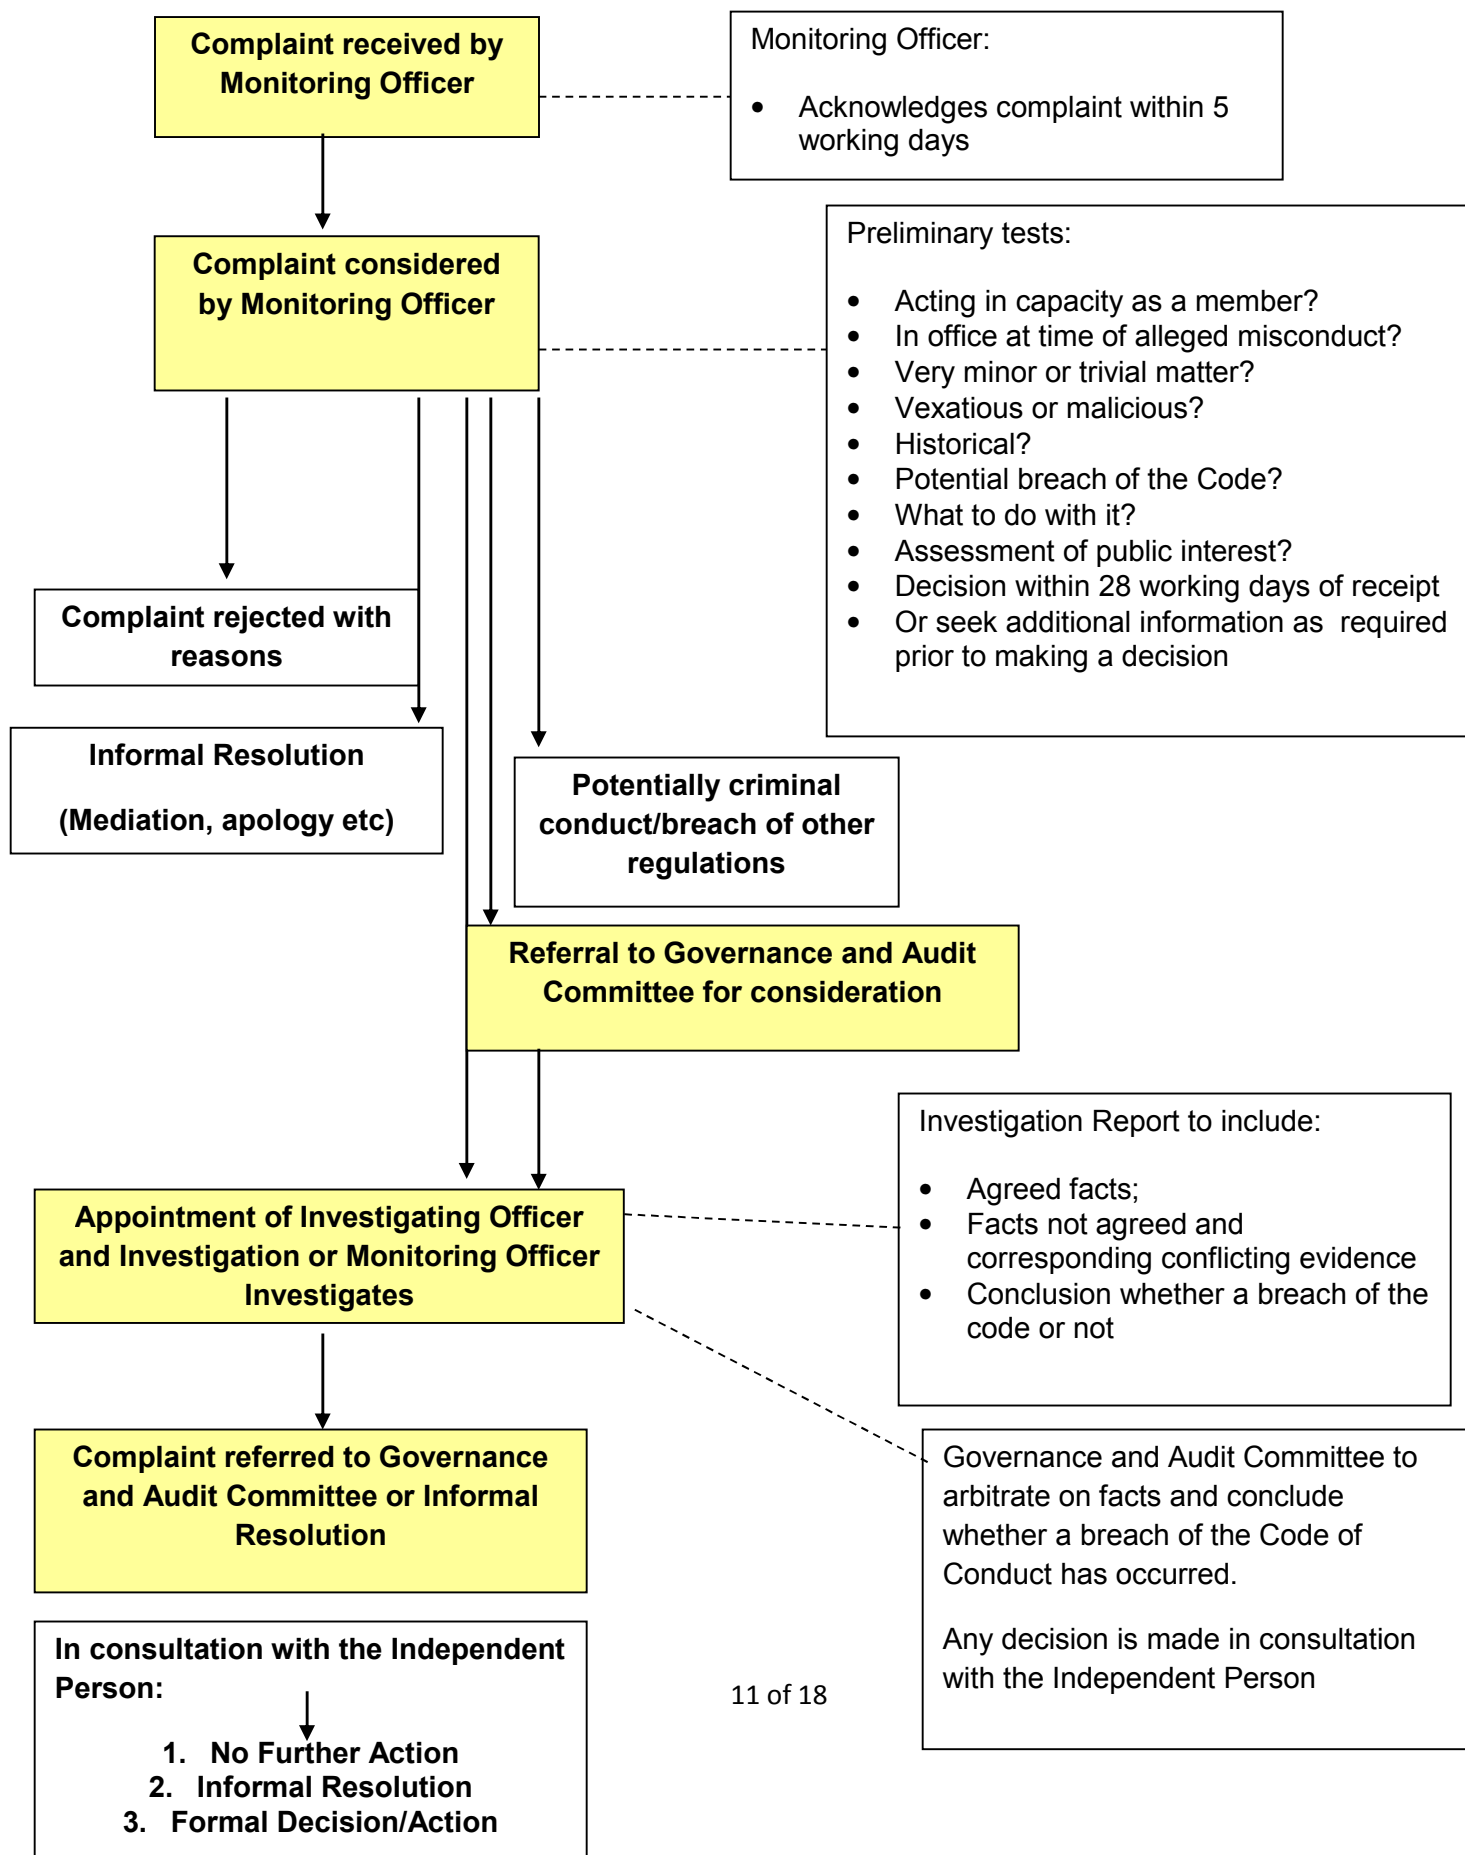 Complaint received by
Monitoring Officer
Monitoring Officer:
• Acknowledges complaint within 5
working days
Complaint considered
by Monitoring Officer
Preliminary tests:
• Acting in capacity as a member?
• In office at time of alleged misconduct?
• Very minor or trivial matter?
• Vexatious or malicious?
• Historical?
• Potential breach of the Code?
• What to do with it?
• Assessment of public interest?
• Decision within 28 working days of receipt
• Or seek additional information as required
prior to making a decision
Complaint rejected with
reasons
Informal Resolution
(Mediation, apology etc)
Potentially criminal
conduct/breach of other
regulations
Referral to Governance and Audit
Committee for consideration
Investigation Report to include:
• Agreed facts;
• Facts not agreed and
corresponding conflicting evidence
• Conclusion whether a breach of the
code or not
Appointment of Investigating Officer
and Investigation or Monitoring Officer
Investigates
Complaint referred to Governance
and Audit Committee or Informal
Resolution
Governance and Audit Committee to
arbitrate on facts and conclude
whether a breach of the Code of
Conduct has occurred.
Any decision is made in consultation
with the Independent Person
In consultation with the Independent
Person:
1. No Further Action
2. Informal Resolution
3. Formal Decision/Action
11 of 18